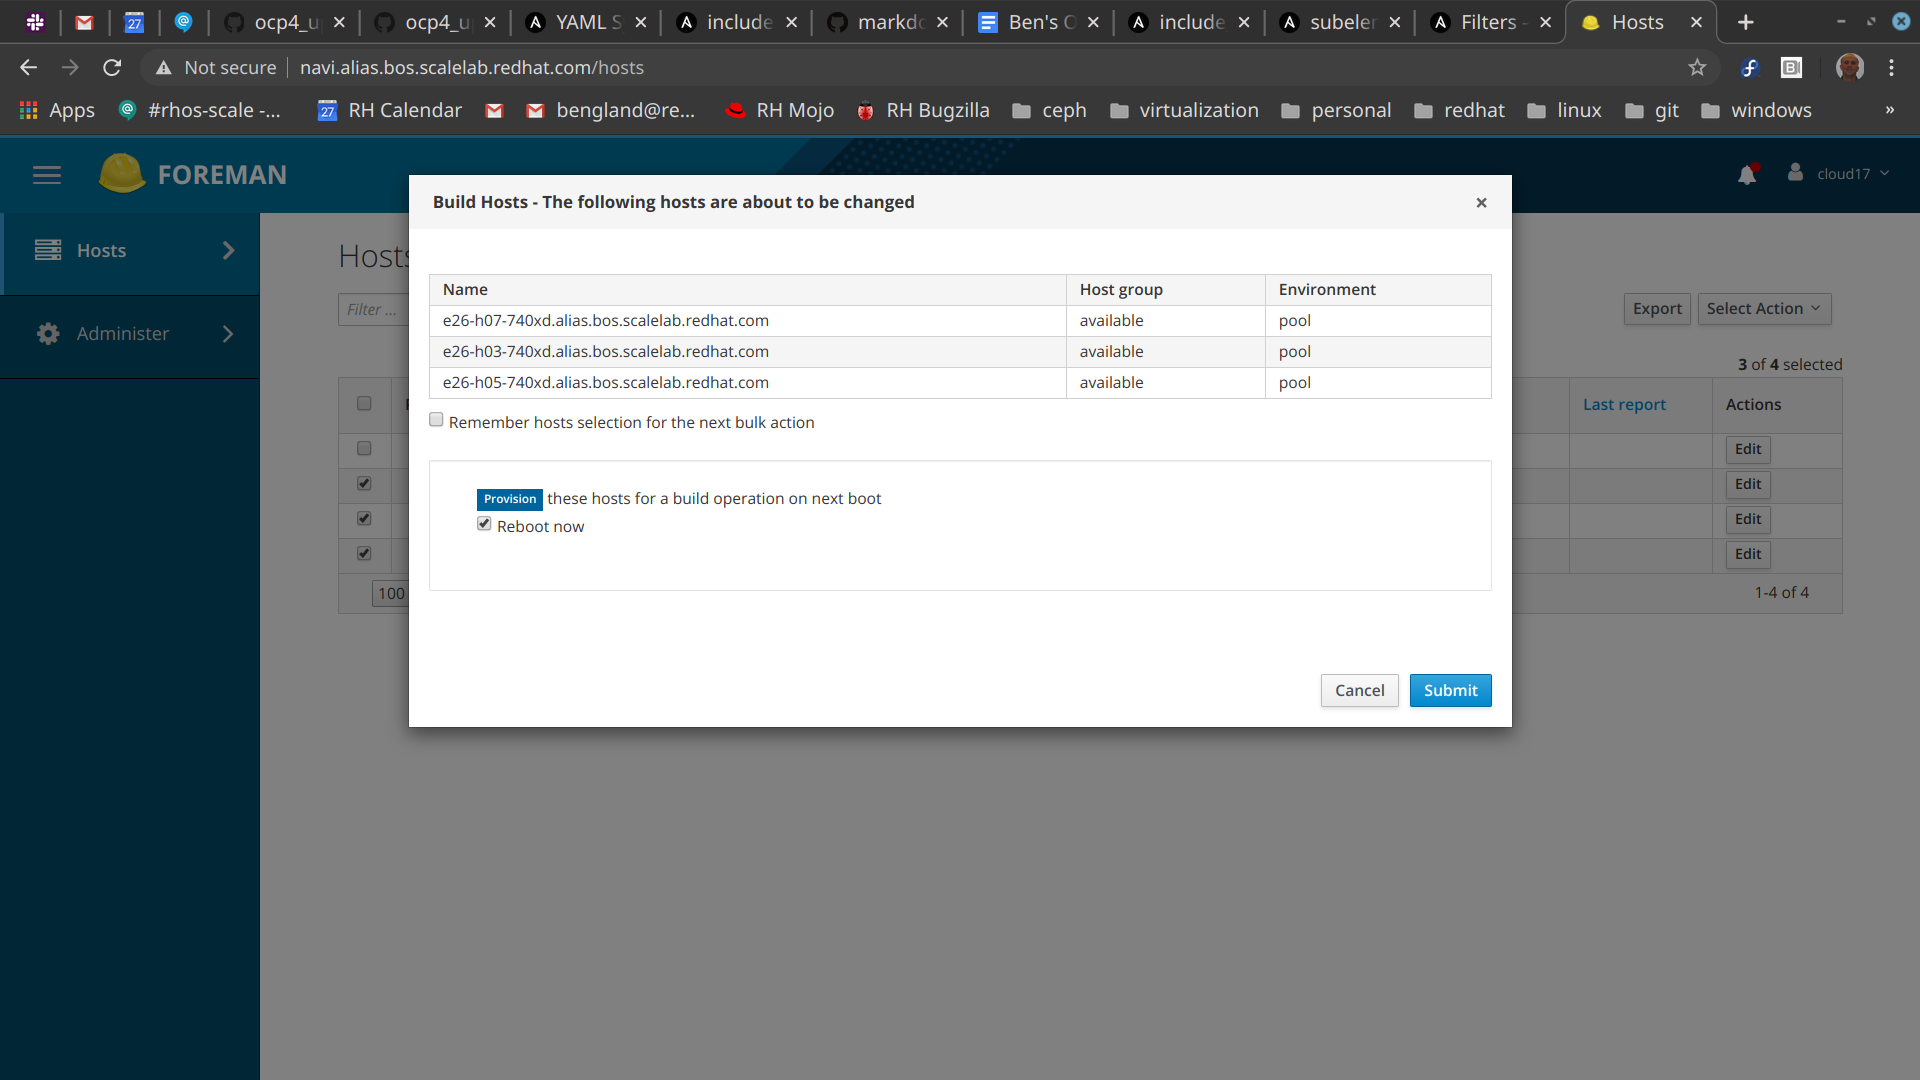 ocp4_u
ocp4_u
YAML S
include
markdo
Ben's O
include
subeler
Filters -
Hosts
Not secure
navi.alias.bos.scalelab.redhat.com/hosts
Apps
#rhos-scale -...
27
RH Calendar
bengland@re...
RH Mojo
RH Bugzilla
ceph
virtualization
personal
redhat
linux
git
windows
»
FOREMAN
cloud17
Hosts
Administer
Hosts
Filter ...
Export
Select Action
3 of 4 selected
Last report
Actions
Edit
Edit
Edit
Edit
100
1-4 of 4
Build Hosts - The following hosts are about to be changed
Name Host group Environment
e26-h07-740xd.alias.bos.scalelab.redhat.com available pool
e26-h03-740xd.alias.bos.scalelab.redhat.com available pool
e26-h05-740xd.alias.bos.scalelab.redhat.com available pool
Remember hosts selection for the next bulk action
Provision these hosts for a build operation on next boot
Reboot now
Cancel
Submit